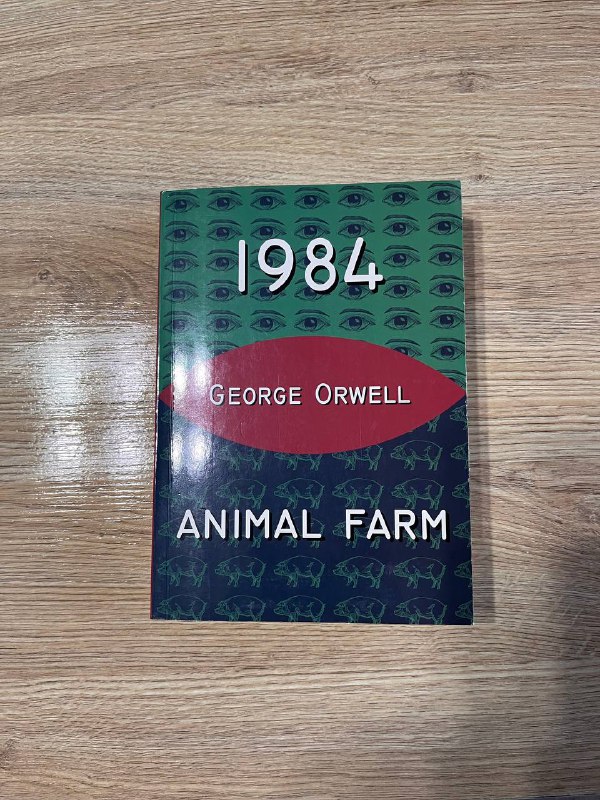 1984
GEORGE ORWELL
ANIMAL FARM